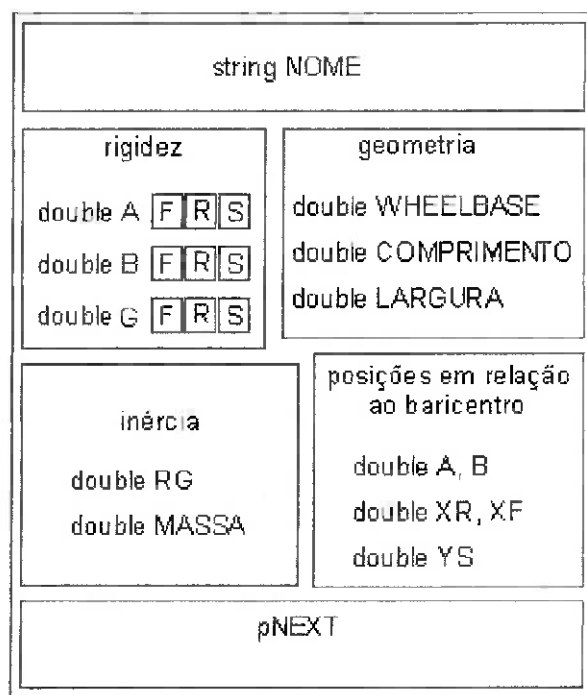 string NOME
rigidez
double A F R S
double B F R S
double G F R S
geometria
double WHEELBASE
double COMPRIMENTO
double LARGURA
inércia
double RG
double MASSA
posições em relação
ao baricentro
double A, B
double XR, XF
double YS
pNEXT